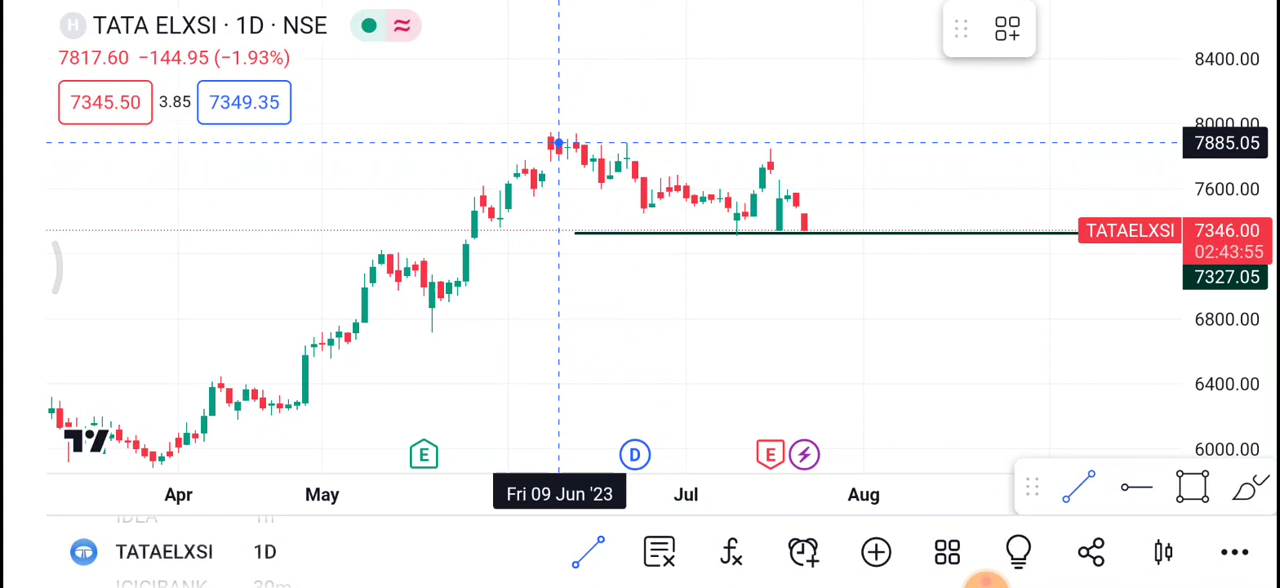 H TATA ELXSI · 1D · NSE
7817.60 −144.95 (−1.93%)
7345.50 3.85 7349.35
8400.00
8000.00
7885.05
7600.00
TATAELXSI 7346.00
02:43:55
7327.05
6800.00
6400.00
6000.00
E D E
Apr May Fri 09 Jun '23 Jul Aug
TATAELXSI 1D
ICICIBANK 30m